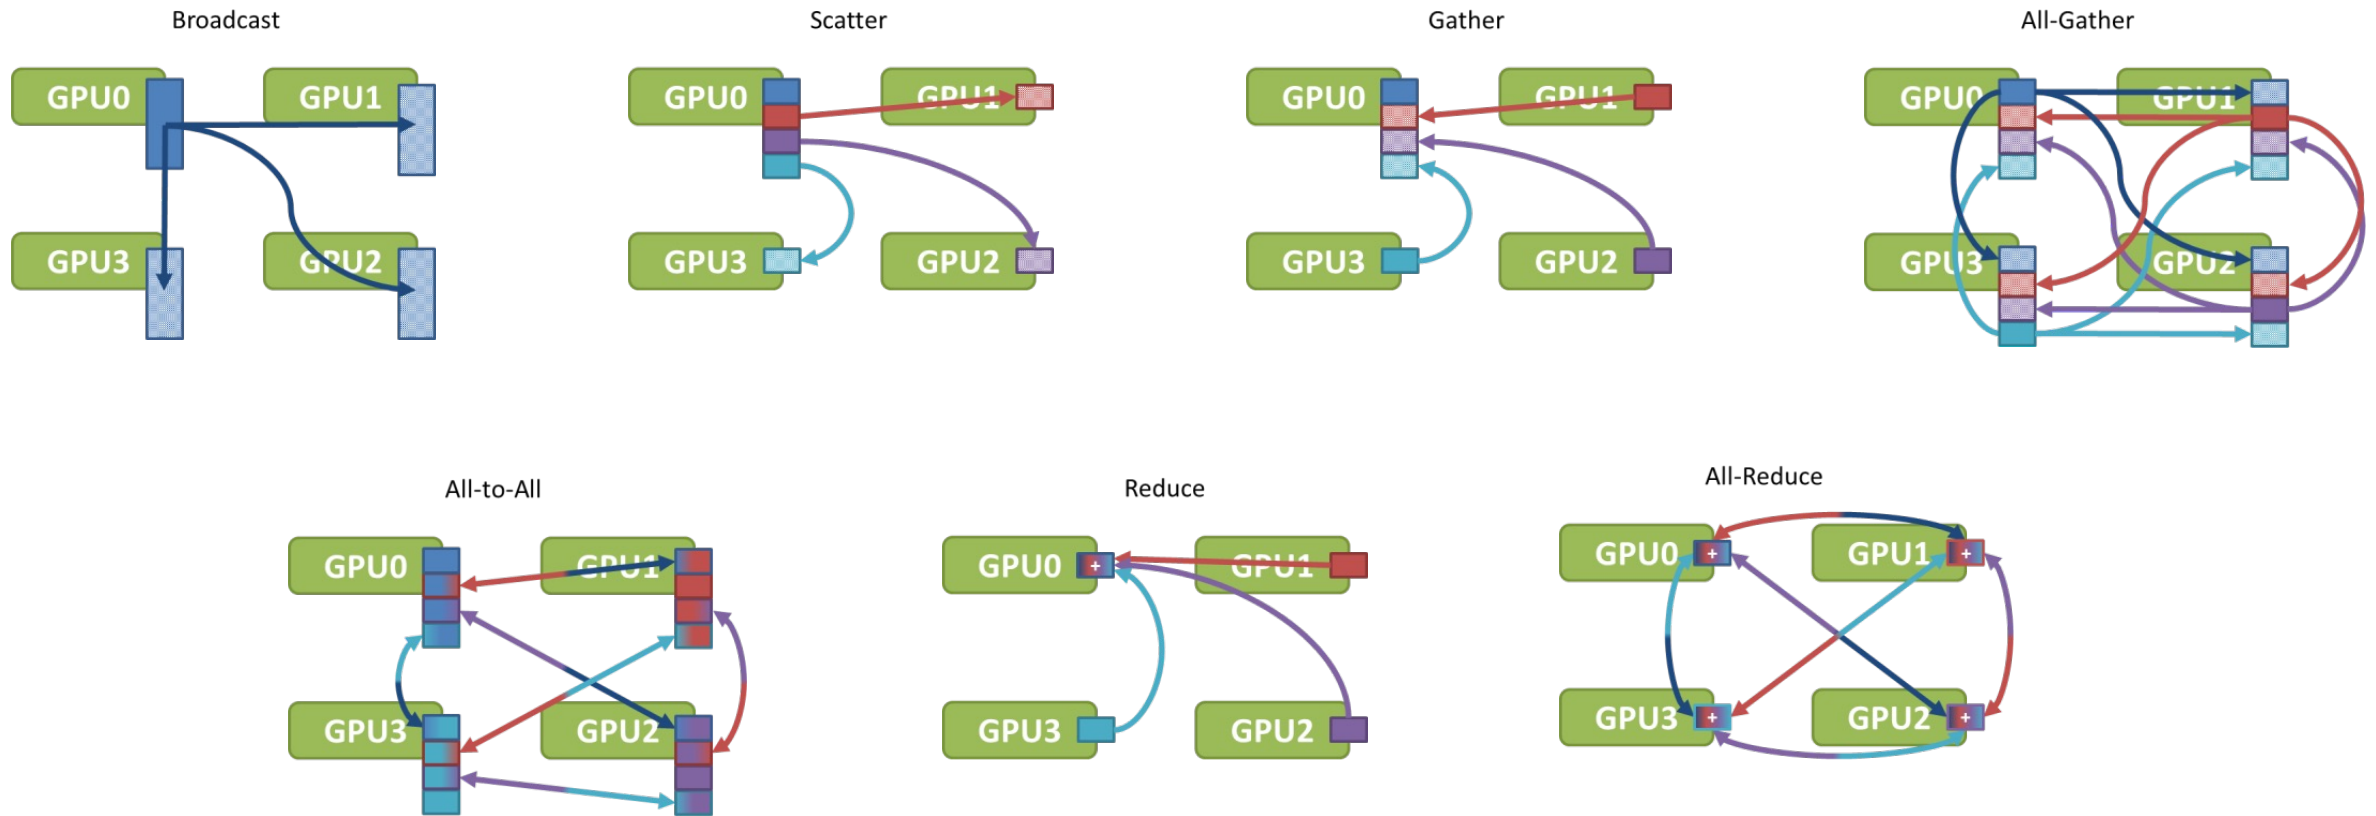 Broadcast
Scatter
Gather
All-Gather
GPU0
GPU1
GPU0
GPU1
GPU0
GPU1
GPU0
GPU1
GPU3
GPU2
GPU3
GPU2
GPU3
GPU2
GPU3
GPU2
All-to-All
Reduce
All-Reduce
GPU0
GPU1
GPU0
+
GPU1
GPU0
+
GPU1
+
GPU3
GPU2
GPU3
GPU2
GPU3
+
GPU2
+